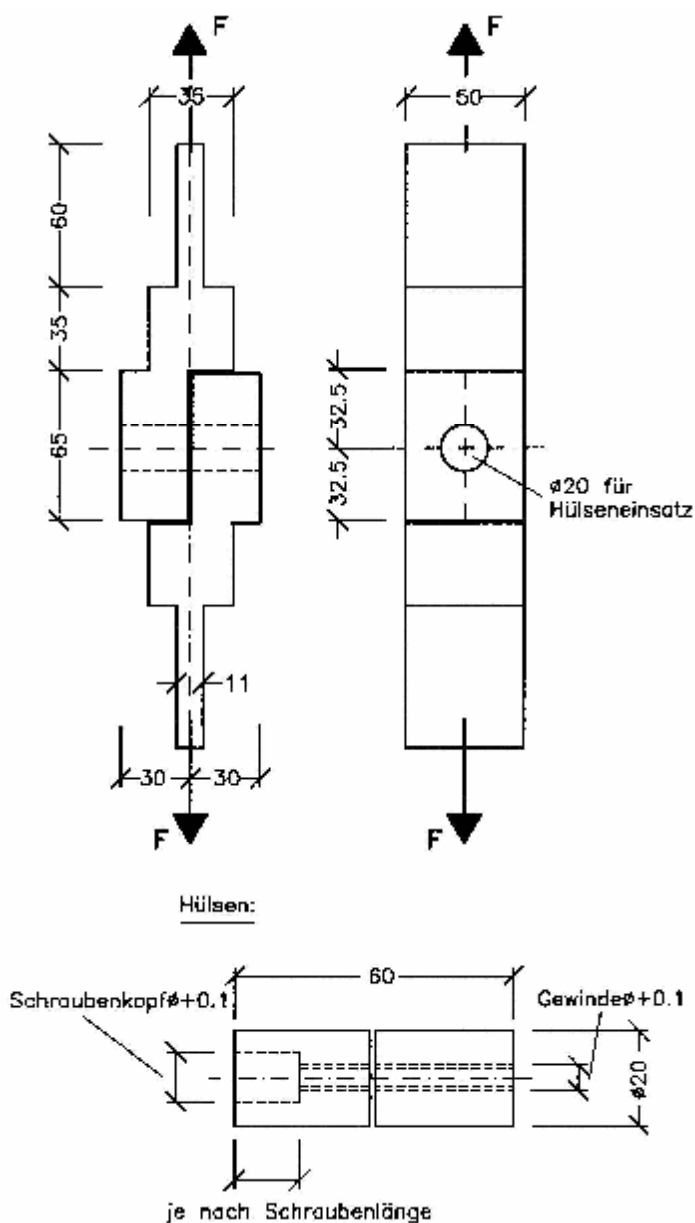 F
F
35
50
60
35
65
32.5
32.5
ø20 für
Hülseneinsatz
11
30
30
F
F
Hülsen:
60
Schraubenkopfø+0.1
Gewindeø+0.1
ø20
je nach Schraubenlänge